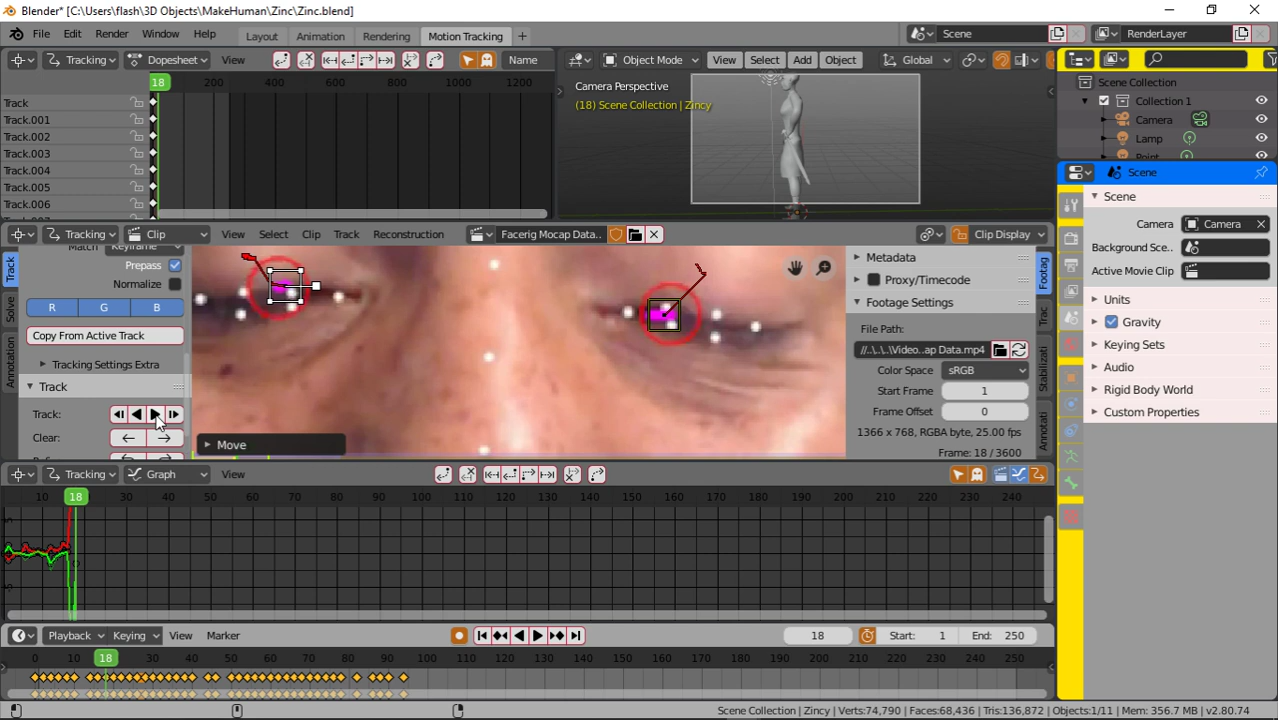 Blender* [C:\Users\flash\3D Objects\MakeHuman\Zinc\Zinc.blend]
File Edit Render Window Help Layout Animation Rendering Motion Tracking + Scene RenderLayer
Tracking Dopesheet View Name
18 200 400 600 800 1000 1200
Track
Track.001
Track.002
Track.003
Track.004
Track.005
Track.006
Object Mode View Select Add Object Global
Camera Perspective
(18) Scene Collection | Zincy
Scene Collection
Collection 1
Camera
Lamp
Point
Scene
Scene
Camera Camera
Background Sce..
Active Movie Clip
Units
Gravity
Keying Sets
Audio
Rigid Body World
Custom Properties
Tracking Clip View Select Clip Track Reconstruction Facerig Mocap Data.. Clip Display
Track
Solve
Annotation
Match Keyframe
Prepass
Normalize
R G B
Copy From Active Track
Tracking Settings Extra
Track
Track:
Clear:
Move
Metadata
Proxy/Timecode
Footage Settings
File Path:
//..\..\..\Video..ap Data.mp4
Color Space sRGB
Start Frame 1
Frame Offset 0
1366 x 768, RGBA byte, 25.00 fps
Frame: 18 / 3600
Footag
Trac
Stabilizati
Annotati
Tracking Graph View
10 18 30 40 50 60 70 80 90 100 110 120 130 140 150 160 170 180 190 200 210 220 230 240
Playback Keying View Marker 18 Start: 1 End: 250
0 10 18 30 40 50 60 70 80 90 100 110 120 130 140 150 160 170 180 190 200 210 220 230 240 250
Scene Collection | Zincy | Verts:74,790 | Faces:68,436 | Tris:136,872 | Objects:1/11 | Mem: 356.7 MB | v2.80.74